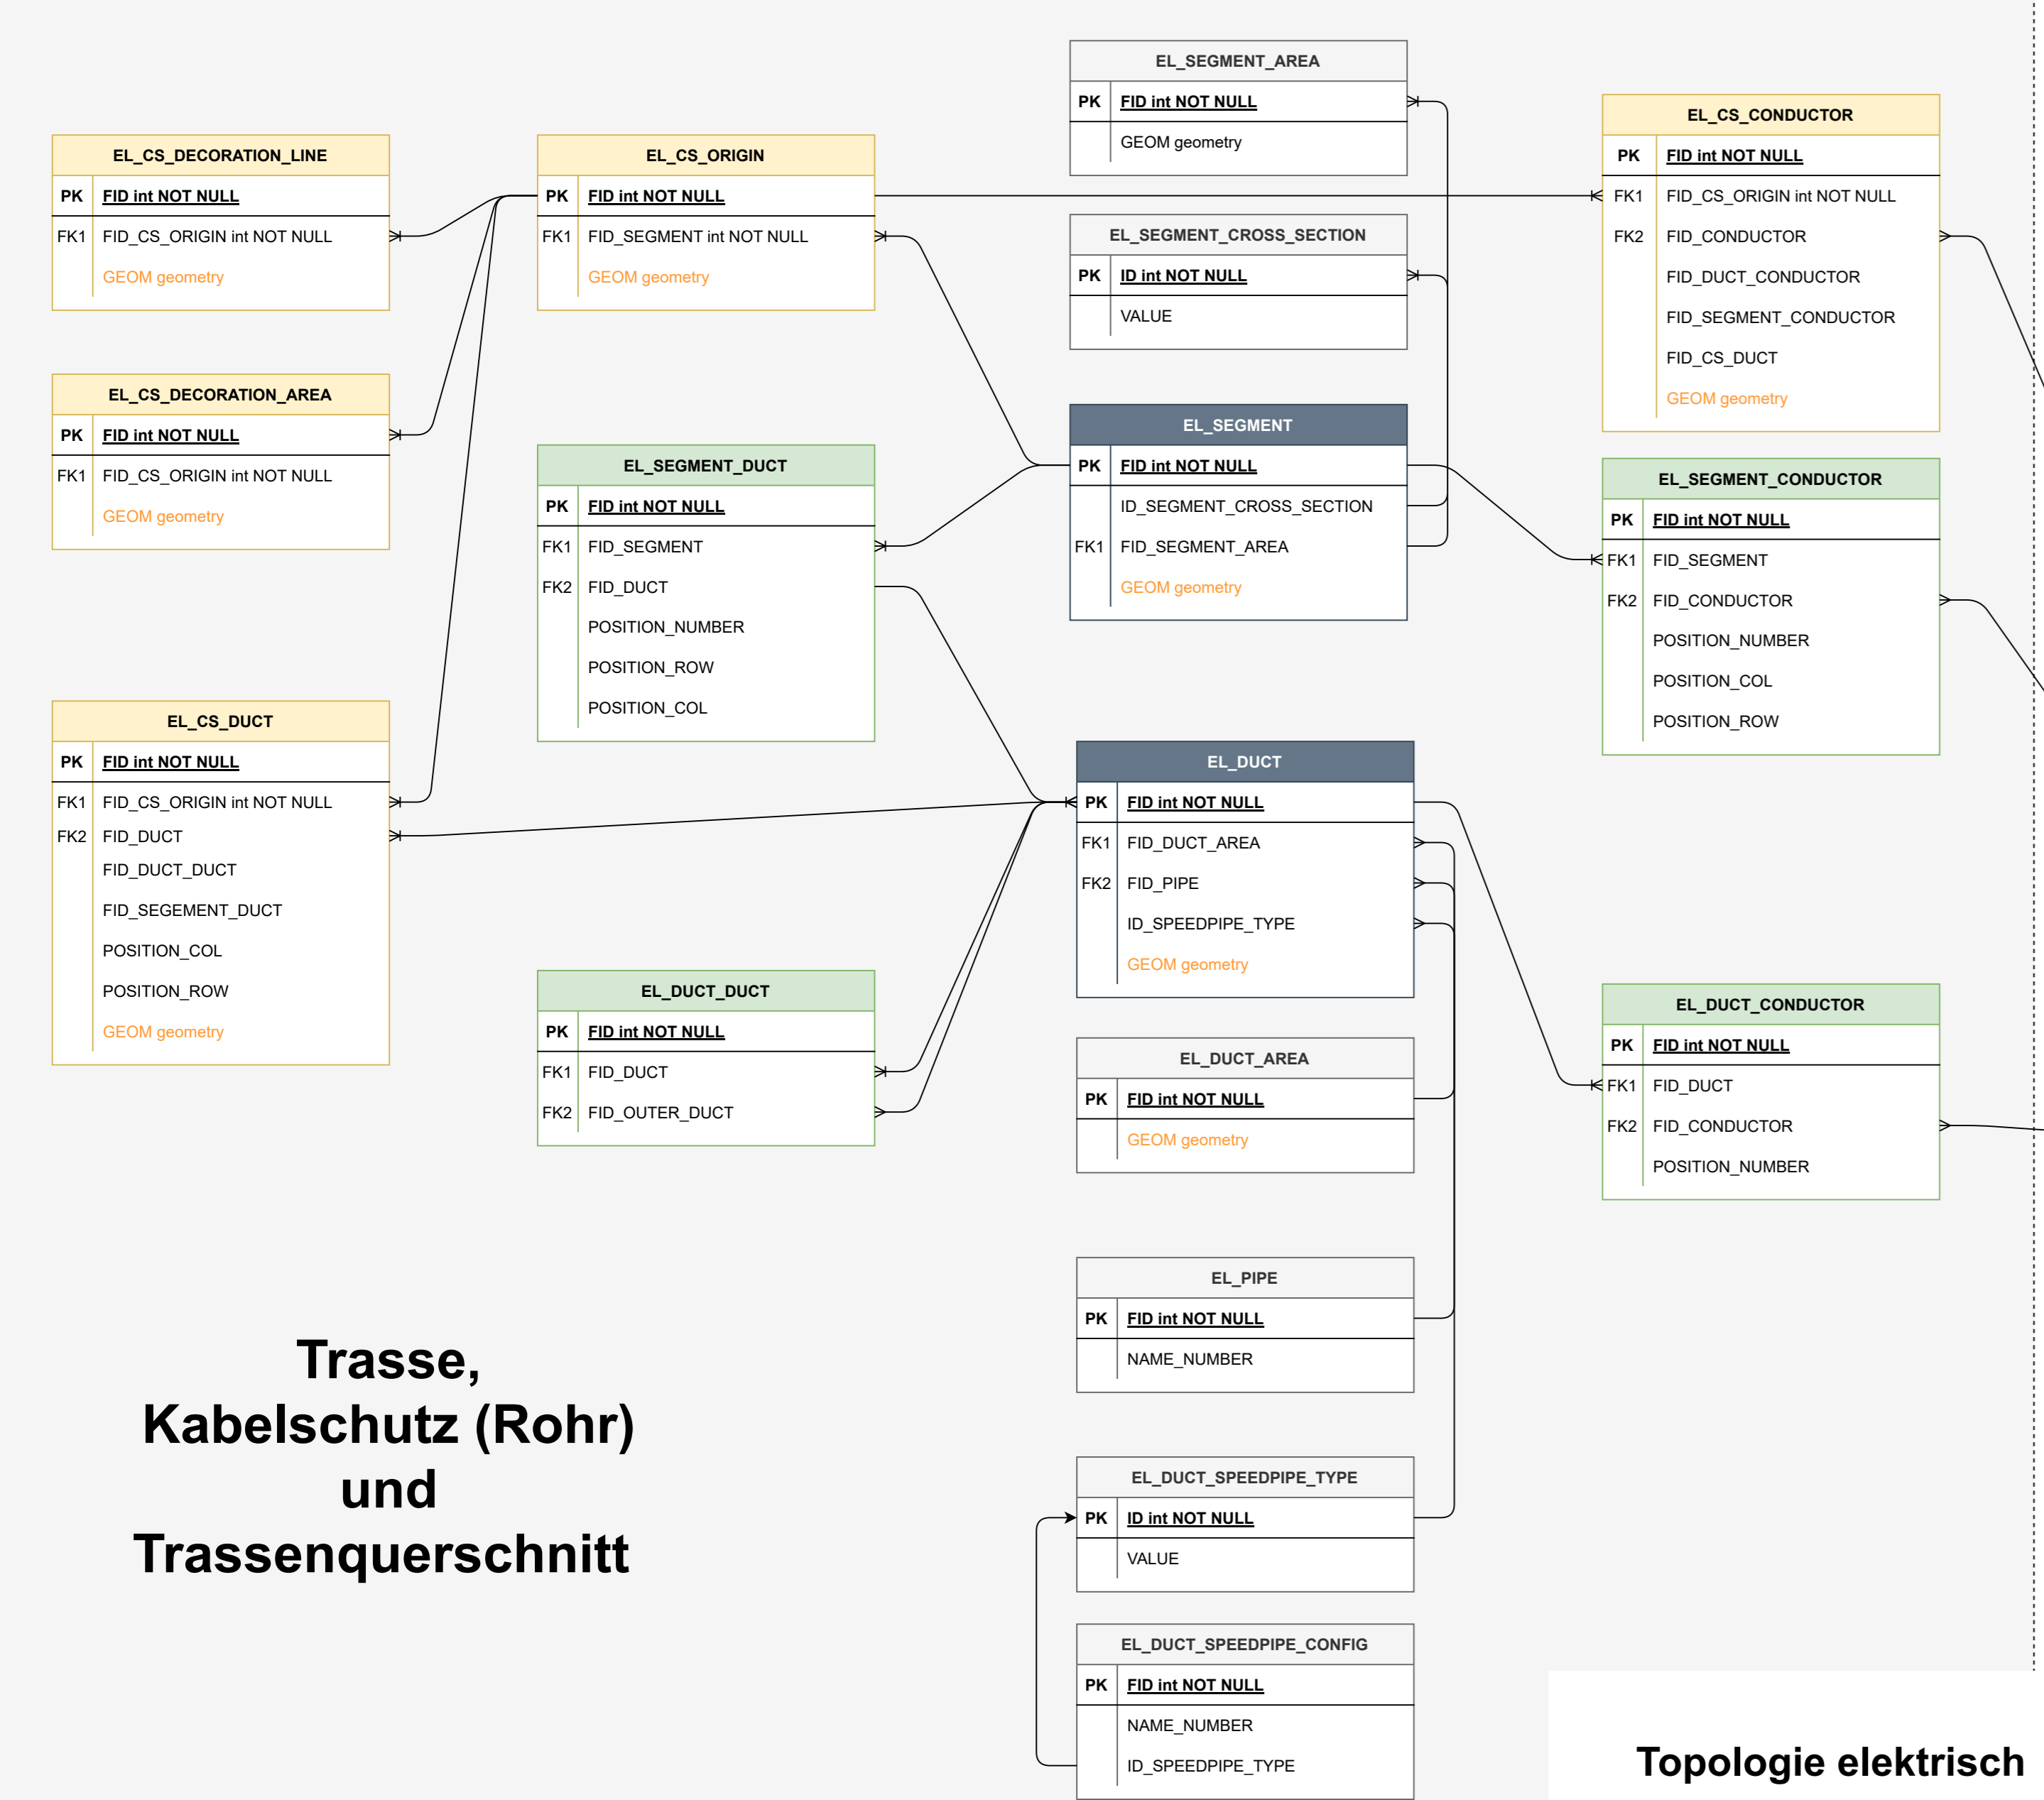 EL_SEGMENT_AREA
PK FID int NOT NULL
GEOM geometry
EL_CS_DECORATION_LINE
PK FID int NOT NULL
FK1 FID_CS_ORIGIN int NOT NULL
GEOM geometry
EL_CS_ORIGIN
PK FID int NOT NULL
FK1 FID_SEGMENT int NOT NULL
GEOM geometry
EL_SEGMENT_CROSS_SECTION
PK ID int NOT NULL
VALUE
EL_CS_CONDUCTOR
PK FID int NOT NULL
FK1 FID_CS_ORIGIN int NOT NULL
FK2 FID_CONDUCTOR
FID_DUCT_CONDUCTOR
FID_SEGMENT_CONDUCTOR
FID_CS_DUCT
GEOM geometry
EL_CS_DECORATION_AREA
PK FID int NOT NULL
FK1 FID_CS_ORIGIN int NOT NULL
GEOM geometry
EL_SEGMENT_DUCT
PK FID int NOT NULL
FK1 FID_SEGMENT
FK2 FID_DUCT
POSITION_NUMBER
POSITION_ROW
POSITION_COL
EL_SEGMENT
PK FID int NOT NULL
ID_SEGMENT_CROSS_SECTION
FK1 FID_SEGMENT_AREA
GEOM geometry
EL_SEGMENT_CONDUCTOR
PK FID int NOT NULL
FK1 FID_SEGMENT
FK2 FID_CONDUCTOR
POSITION_NUMBER
POSITION_COL
POSITION_ROW
EL_CS_DUCT
PK FID int NOT NULL
FK1 FID_CS_ORIGIN int NOT NULL
FK2 FID_DUCT
FID_DUCT_DUCT
FID_SEGEMENT_DUCT
POSITION_COL
POSITION_ROW
GEOM geometry
EL_DUCT
PK FID int NOT NULL
FK1 FID_DUCT_AREA
FK2 FID_PIPE
ID_SPEEDPIPE_TYPE
GEOM geometry
EL_DUCT_DUCT
PK FID int NOT NULL
FK1 FID_DUCT
FK2 FID_OUTER_DUCT
EL_DUCT_AREA
PK FID int NOT NULL
GEOM geometry
EL_DUCT_CONDUCTOR
PK FID int NOT NULL
FK1 FID_DUCT
FK2 FID_CONDUCTOR
POSITION_NUMBER
EL_PIPE
PK FID int NOT NULL
NAME_NUMBER
Trasse,
Kabelschutz (Rohr)
und
Trassenquerschnitt
EL_DUCT_SPEEDPIPE_TYPE
PK ID int NOT NULL
VALUE
EL_DUCT_SPEEDPIPE_CONFIG
PK FID int NOT NULL
NAME_NUMBER
ID_SPEEDPIPE_TYPE
Topologie elektrisch